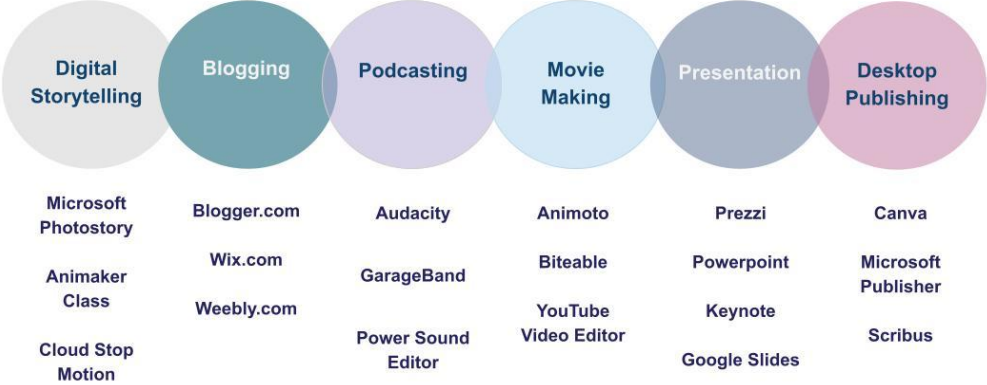 Digital
Storytelling
Blogging
Podcasting
Movie
Making
Presentation
Desktop
Publishing
Microsoft
Photostory
Animaker
Class
Cloud Stop
Motion
Blogger.com
Wix.com
Weebly.com
Audacity
GarageBand
Power Sound
Editor
Animoto
Biteable
YouTube
Video Editor
Prezzi
Powerpoint
Keynote
Google Slides
Canva
Microsoft
Publisher
Scribus